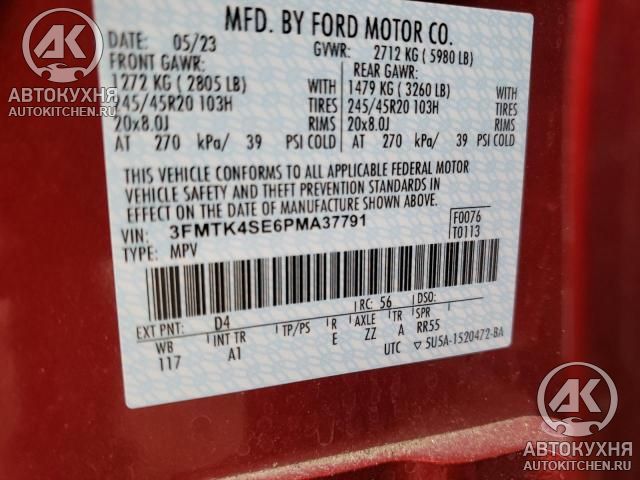 MFD. BY FORD MOTOR CO.
DATE: 05/23 GVWR: 2712 KG ( 5980 LB)
FRONT GAWR: REAR GAWR:
1272 KG ( 2805 LB) WITH 1479 KG ( 3260 LB) WITH
245/45R20 103H TIRES 245/45R20 103H TIRES
20x8.0J RIMS 20x8.0J RIMS
AT 270 kPa/ 39 PSI COLD AT 270 kPa/ 39 PSI COLD
THIS VEHICLE CONFORMS TO ALL APPLICABLE FEDERAL MOTOR
VEHICLE SAFETY AND THEFT PREVENTION STANDARDS IN
EFFECT ON THE DATE OF MANUFACTURE SHOWN ABOVE.
VIN: 3FMTK4SE6PMA37791 F0076
TYPE: MPV T0113
RC: 56 DSO:
EXT PNT: D4
WB INT TR TP/PS R AXLE TR SPR
117 A1 E ZZ A RR55
UTC ▽ 5U5A-1520472-BA
AK
АВТОКУХНЯ
AUTOKITCHEN.RU
AK
АВТОКУХНЯ
AUTOKITCHEN.RU
AK
АВТОКУХНЯ
AUTOKITCHEN.RU